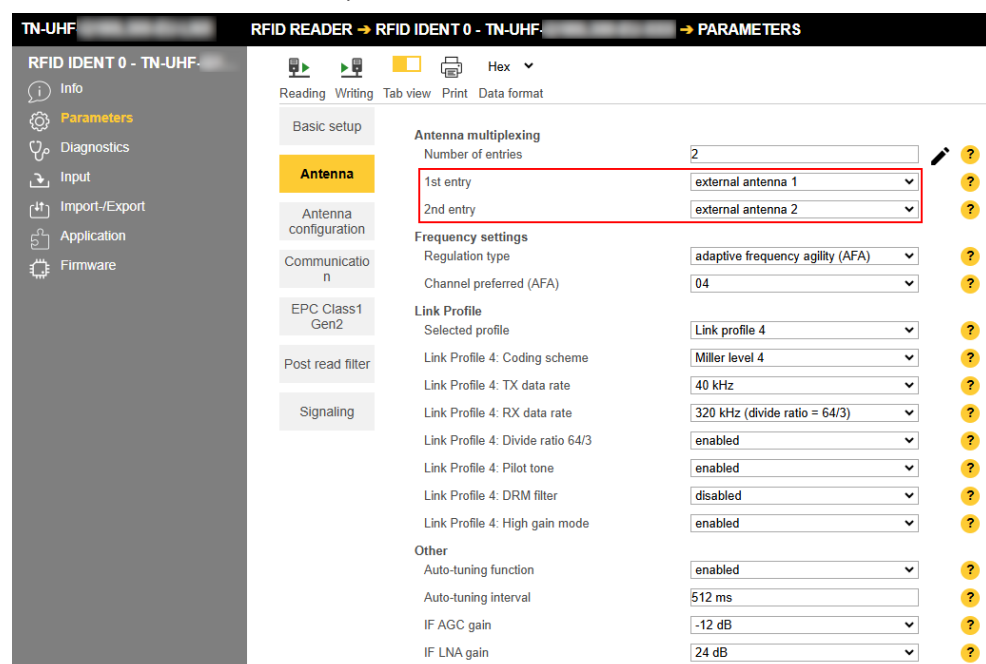 TN-UHF
RFID READER ➔ RFID IDENT 0 - TN-UHF- ➔ PARAMETERS
RFID IDENT 0 - TN-UHF-
Info
Parameters
Diagnostics
Input
Import-/Export
Application
Firmware
Hex
Reading Writing Tab view Print Data format
Basic setup
Antenna
Antenna
configuration
Communicatio
n
EPC Class1
Gen2
Post read filter
Signaling
Antenna multiplexing
Number of entries 2 ?
1st entry external antenna 1 ?
2nd entry external antenna 2 ?
Frequency settings
Regulation type adaptive frequency agility (AFA) ?
Channel preferred (AFA) 04 ?
Link Profile
Selected profile Link profile 4 ?
Link Profile 4: Coding scheme Miller level 4 ?
Link Profile 4: TX data rate 40 kHz ?
Link Profile 4: RX data rate 320 kHz (divide ratio = 64/3) ?
Link Profile 4: Divide ratio 64/3 enabled ?
Link Profile 4: Pilot tone enabled ?
Link Profile 4: DRM filter disabled ?
Link Profile 4: High gain mode enabled ?
Other
Auto-tuning function enabled ?
Auto-tuning interval 512 ms ?
IF AGC gain -12 dB ?
IF LNA gain 24 dB ?